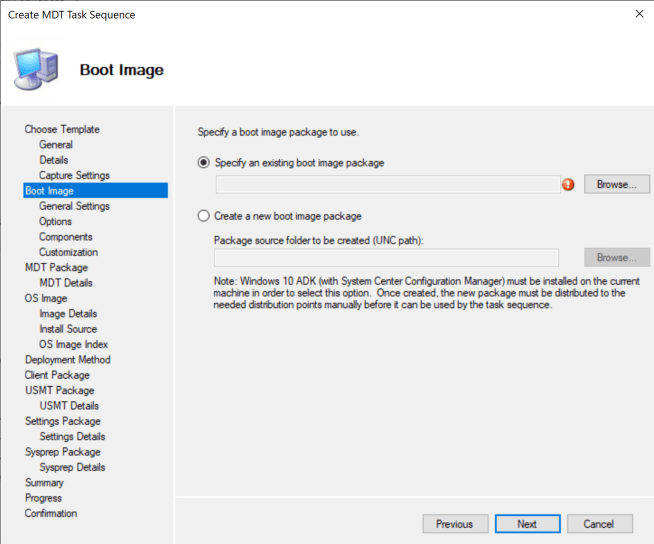 Create MDT Task Sequence
Boot Image
Choose Template
General
Details
Capture Settings
Boot Image
General Settings
Options
Components
Customization
MDT Package
MDT Details
OS Image
Image Details
Install Source
OS Image Index
Deployment Method
Client Package
USMT Package
USMT Details
Settings Package
Settings Details
Sysprep Package
Sysprep Details
Summary
Progress
Confirmation
Specify a boot image package to use.
Specify an existing boot image package
Browse...
Create a new boot image package
Package source folder to be created (UNC path):
Browse...
Note: Windows 10 ADK (with System Center Configuration Manager) must be installed on the current
machine in order to select this option. Once created, the new package must be distributed to the
needed distribution points manually before it can be used by the task sequence.
Previous
Next
Cancel